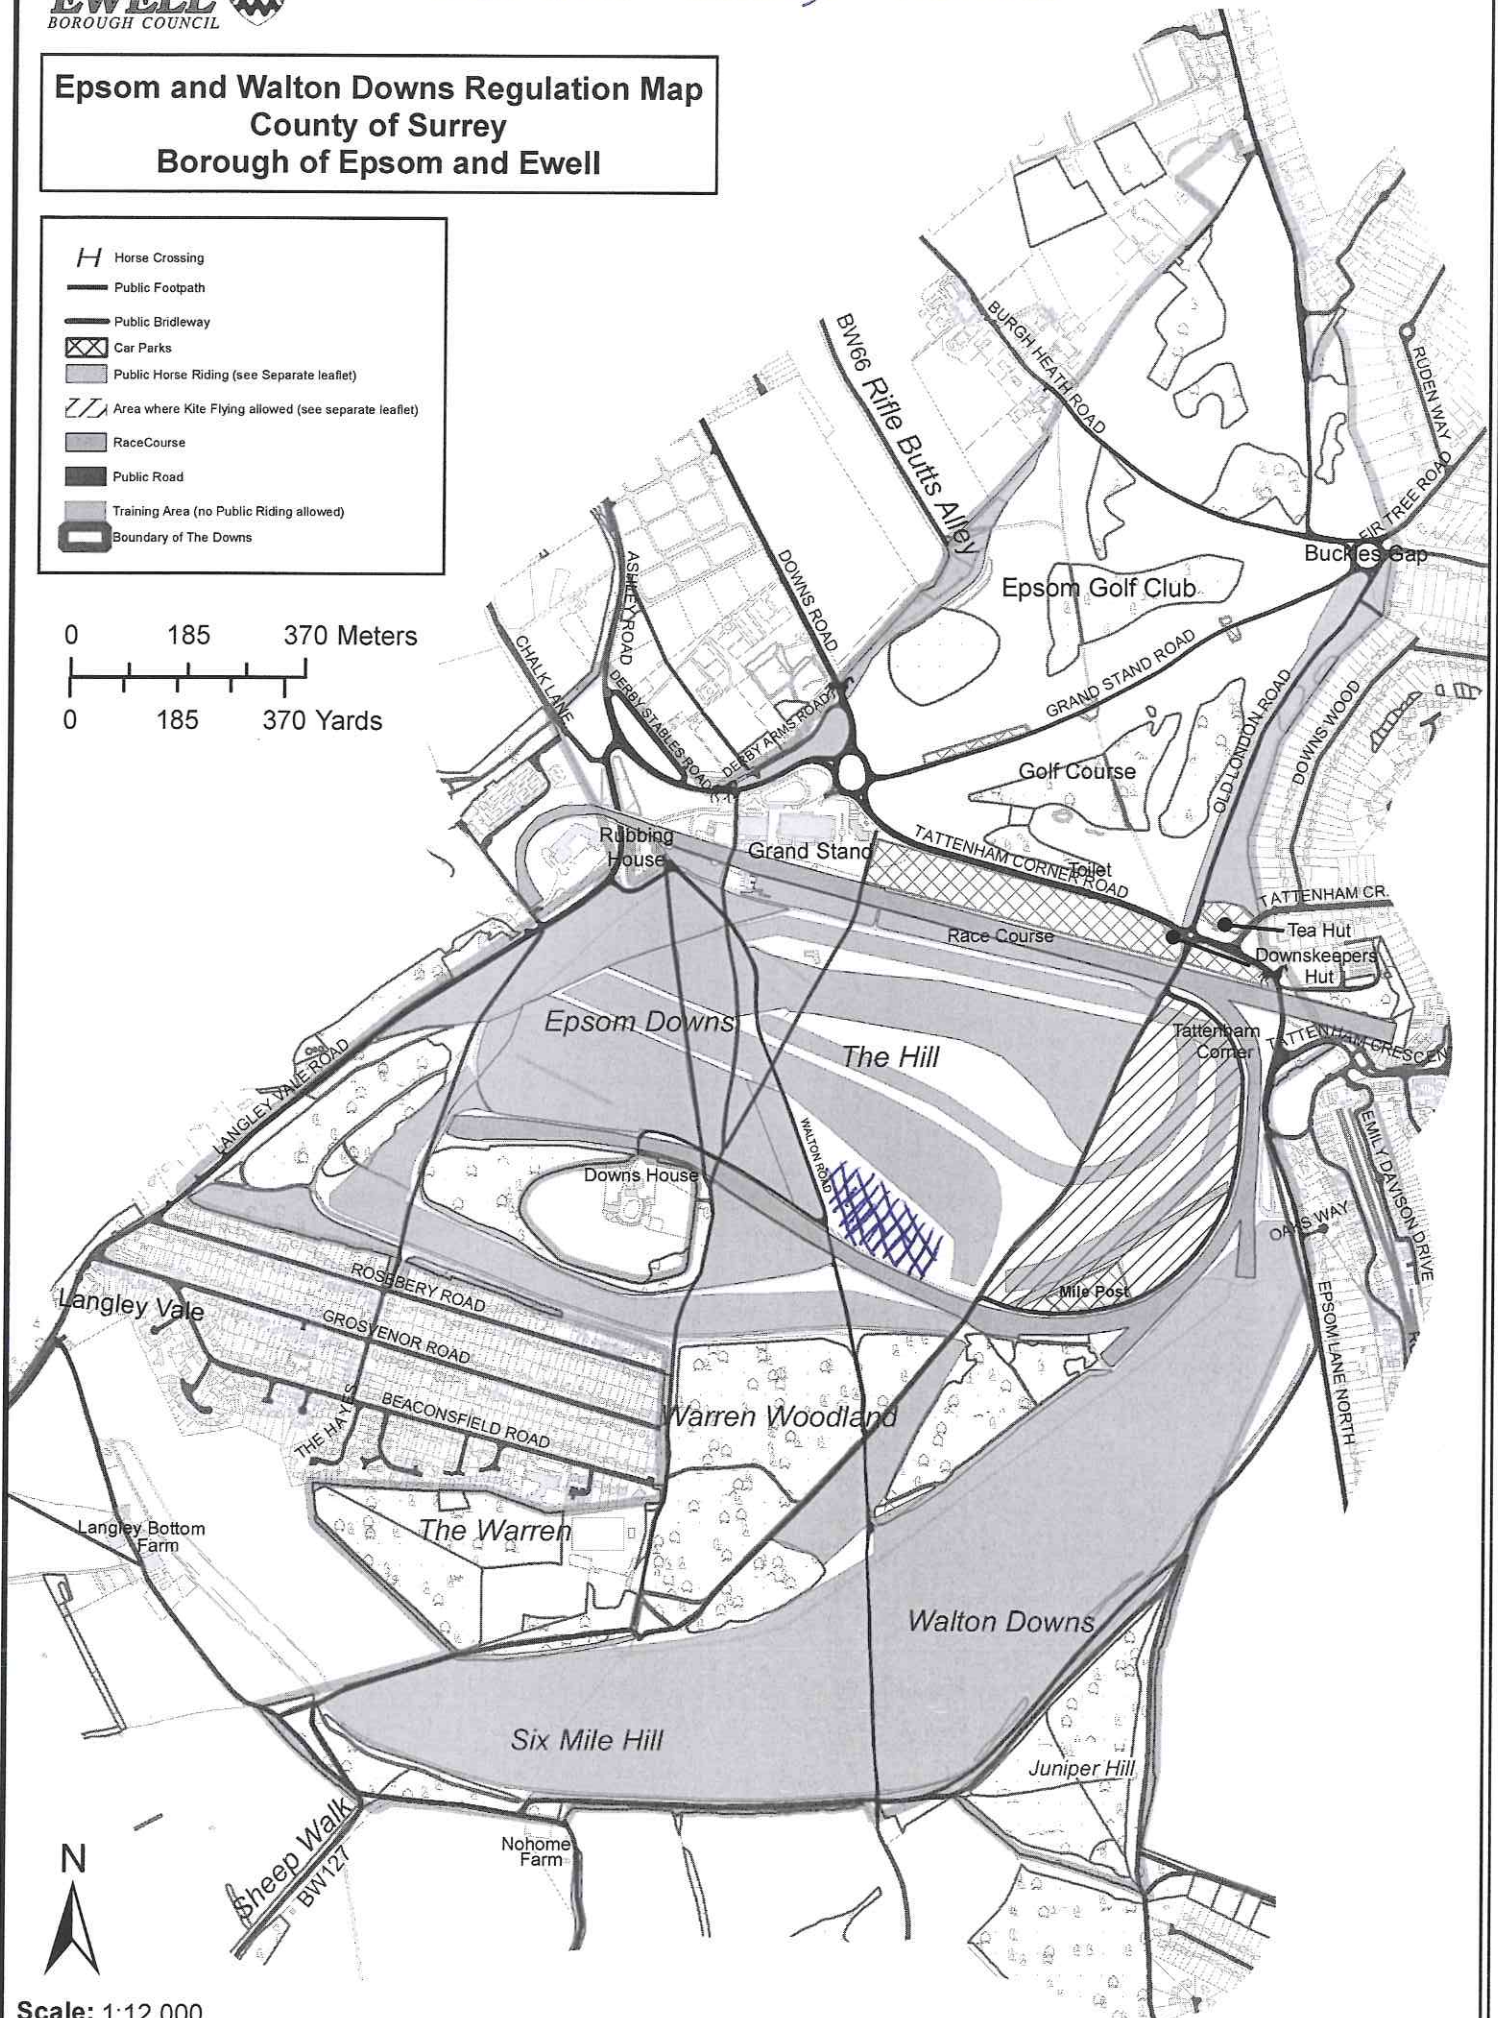 EWELL
BOROUGH COUNCIL
Epsom and Walton Downs Regulation Map
County of Surrey
Borough of Epsom and Ewell
Horse Crossing
Public Footpath
Public Bridleway
Car Parks
Public Horse Riding (see Separate leaflet)
Area where Kite Flying allowed (see separate leaflet)
RaceCourse
Public Road
Training Area (no Public Riding allowed)
Boundary of The Downs
0 185 370 Meters
0 185 370 Yards
BURGH HEATH ROAD
BW66 Rifle Butts Alley
RUDEN WAY
FIR TREE ROAD
Buckles Gap
ASHLEY ROAD
DOWNS ROAD
Epsom Golf Club
CHALK LANE
DERBY STABLES ROAD
DERBY ARMS ROAD
GRAND STAND ROAD
OLD LONDON ROAD
DOWNS WOOD
Golf Course
Rubbing
House
Grand Stand
TATTENHAM CORNER ROAD
Toilet
TATTENHAM CR.
Race Course
Tea Hut
Downskeepers
Hut
Epsom Downs
The Hill
Tattenham
Corner
TATTENHAM CRESCEN
LANGLEY VALE ROAD
WALTON ROAD
EMILY DAVISON DRIVE
Downs House
OAKS WAY
Mile Post
ROSEBERY ROAD
Langley Vale
GROSVENOR ROAD
EPSOM LANE NORTH
BEACONSFIELD ROAD
THE HAYES
Warren Woodland
Langley Bottom
Farm
The Warren
Walton Downs
Six Mile Hill
Juniper Hill
Sheep Walk
BW127
Nohome
Farm
N
Scale: 1:12,000